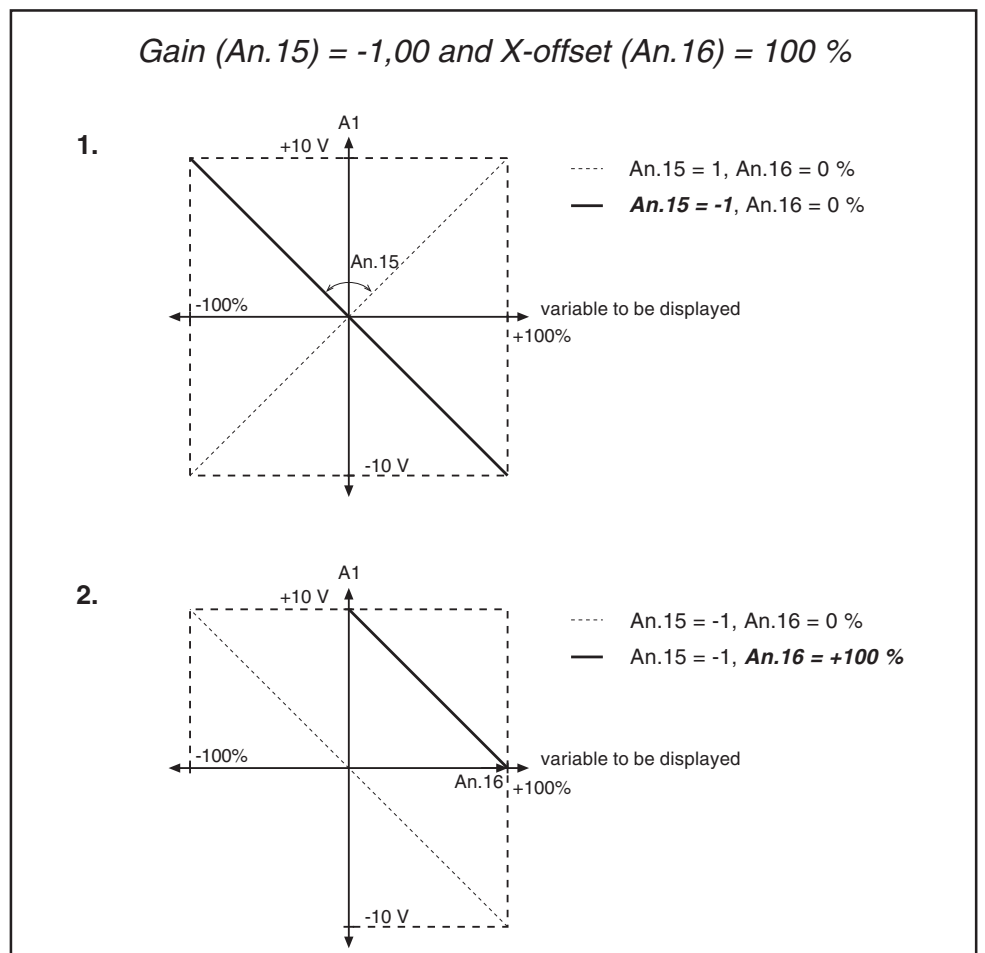 Gain (An.15) = -1,00 and X-offset (An.16) = 100 %
1.
A1
+10 V
An.15 = 1, An.16 = 0 %
An.15 = -1, An.16 = 0 %
An.15
-100%
variable to be displayed
+100%
-10 V
2.
A1
+10 V
An.15 = -1, An.16 = 0 %
An.15 = -1, An.16 = +100 %
-100%
variable to be displayed
An.16
+100%
-10 V